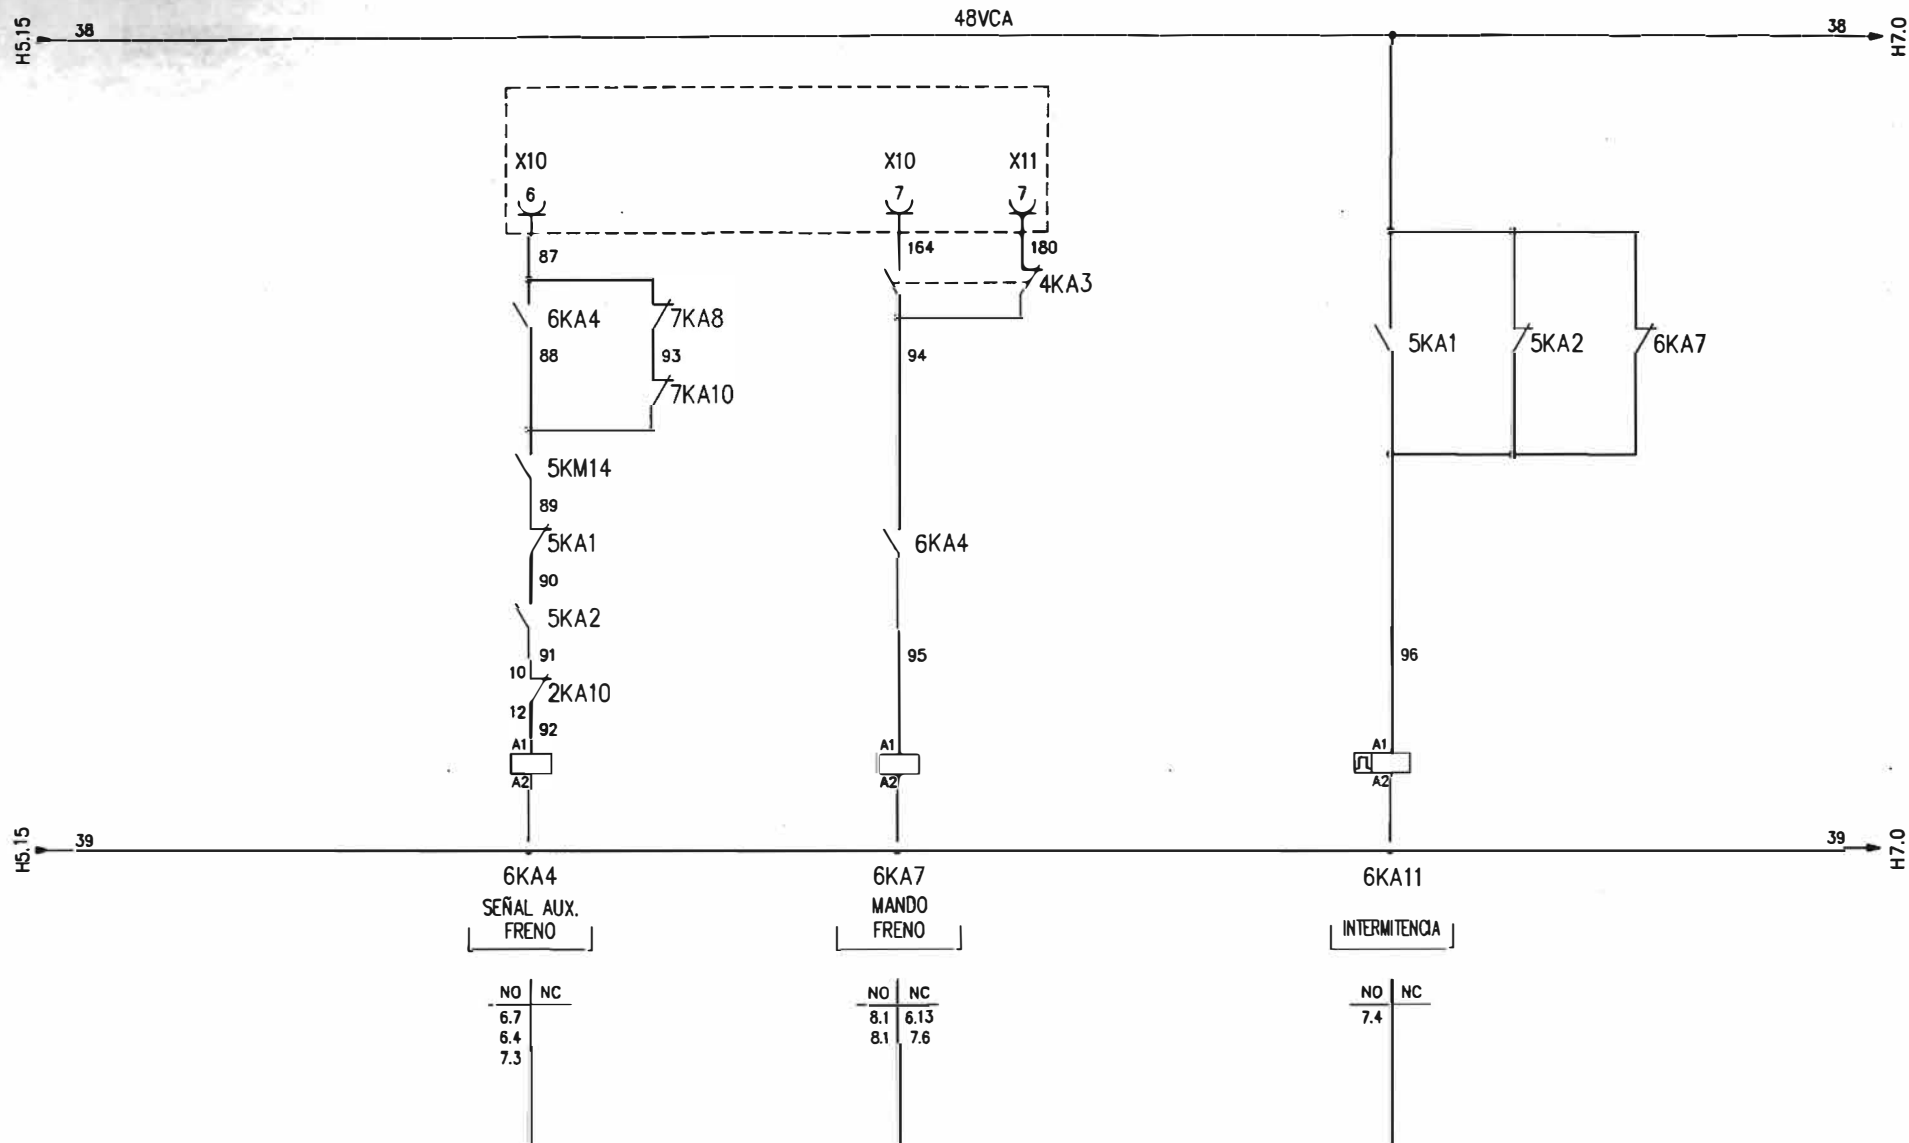 48VCA
H5.15 38 38 H7.0
X10 X10 X11
6 7 7
87 164 180
4KA3
6KA4 7KA8
88 93 94
5KA1 5KA2 6KA7
7KA10
5KM14
89
5KA1 6KA4
90
5KA2
91 95 96
10
2KA10
12
92
A1 A1 A1
A2 A2 A2
H5.15 39 39 H7.0
6KA4 6KA7 6KA11
SEÑAL AUX. MANDO
FRENO FRENO INTERMITENCIA
NO NC NO NC NO NC
6.7 8.1 6.13 7.4
6.4 8.1 7.6
7.3